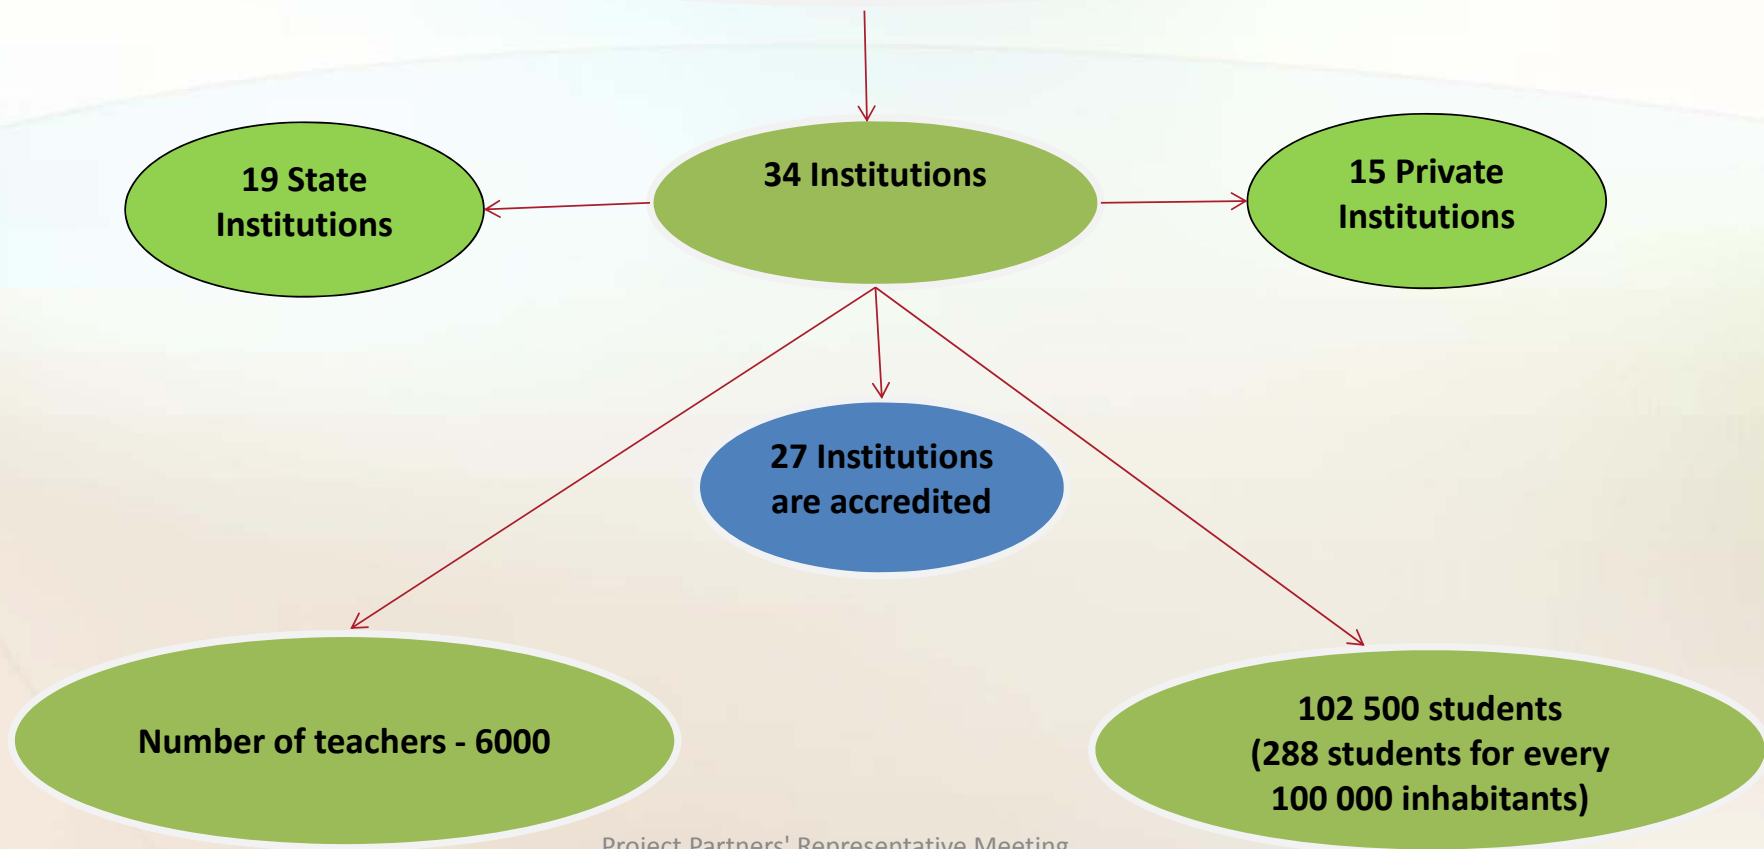 34 Institutions
19 State
Institutions
15 Private
Institutions
27 Institutions
are accredited
Number of teachers - 6000
102 500 students
(288 students for every
100 000 inhabitants)
Project Partners' Representative Meeting